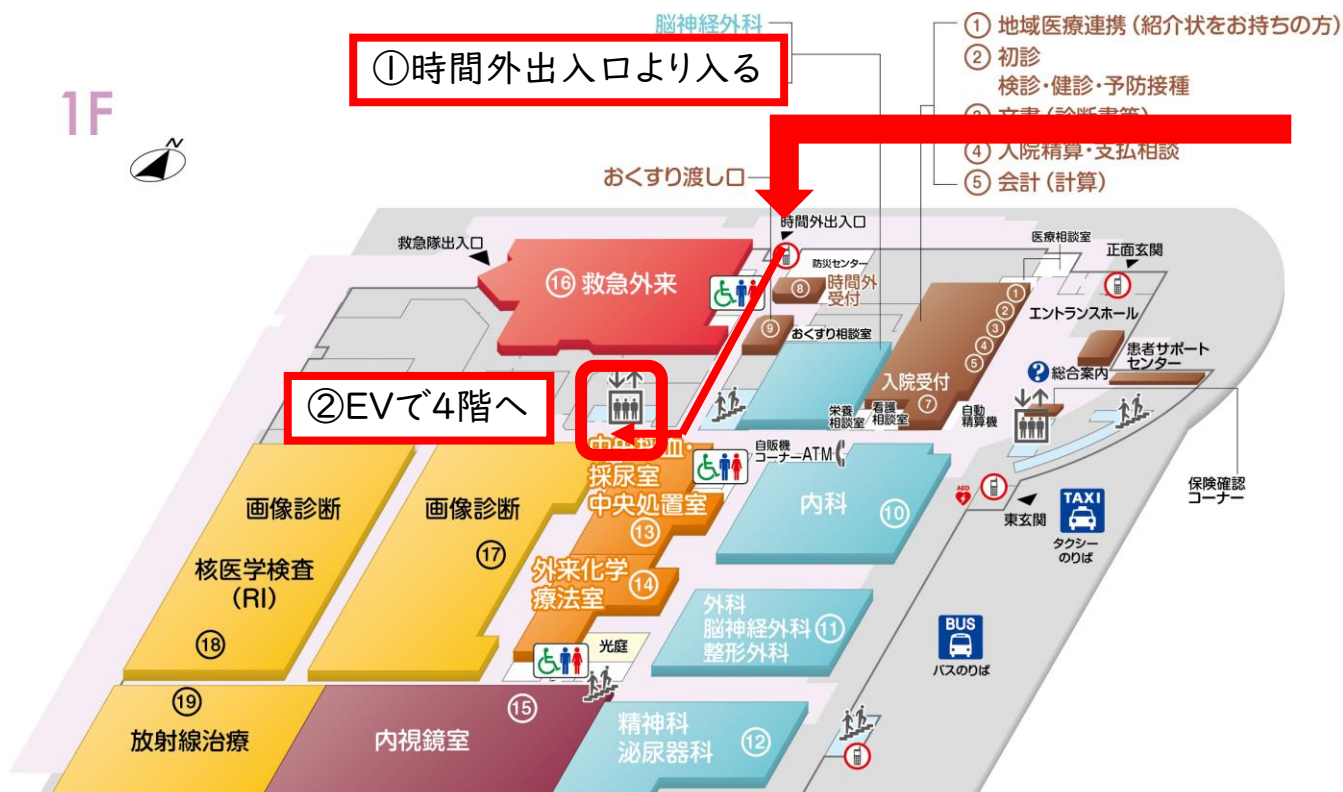 脳神経外科
①時間外出入口より入る
① 地域医療連携 (紹介状をお持ちの方)
② 初診
検診・健診・予防接種
④ 入院精算・支払相談
⑤ 会計 (計算)
1F
N
おくすり渡し口
時間外出入口
救急隊出入口
医療相談室
正面玄関
防災センター
⑯ 救急外来
⑧ 時間外
受付
①
②
③
④
⑤
エントランスホール
⑨
おくすり相談室
患者サポート
センター
? 総合案内
入院受付
⑦
②EVで4階へ
栄養
相談室
看護
相談室
自動
精算機
自販機
コーナー
ATM
採尿室
中央処置室
⑬
保険確認
コーナー
画像診断
核医学検査
(RI)
⑱
画像診断
⑰
内科
⑩
AED
東玄関
TAXI
タクシー
のりば
外来化学
療法室
⑭
外科
脳神経外科
整形外科
⑪
BUS
バスのりば
光庭
⑲
放射線治療
⑮
内視鏡室
精神科
泌尿器科
⑫